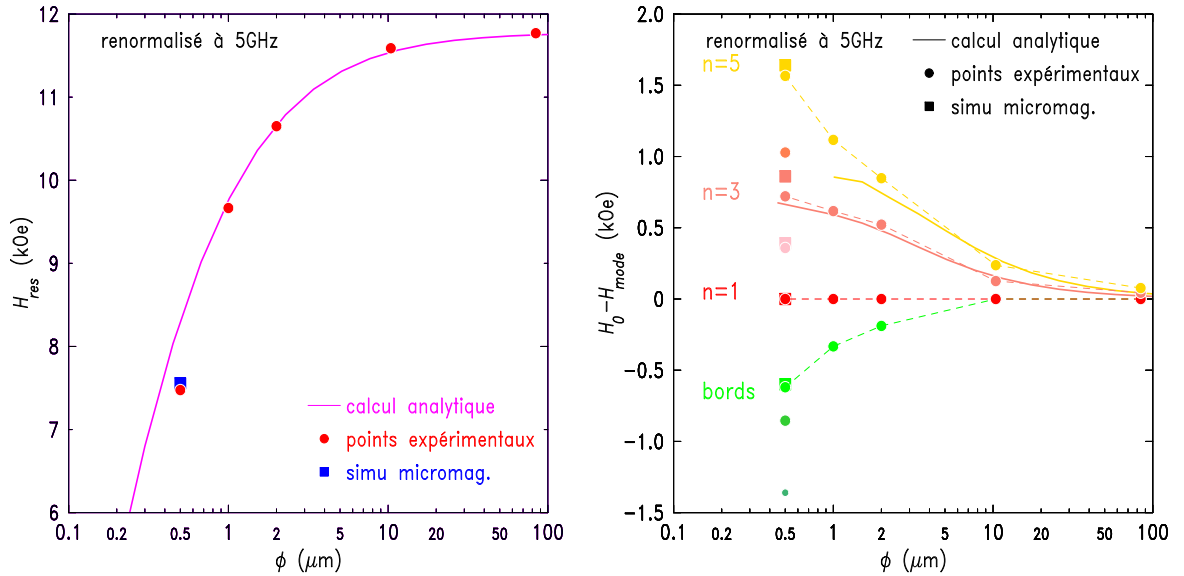 renormalisé à 5GHz
12
11
10
9
8
7
6
H_res (kOe)
calcul analytique
points expérimentaux
simu micromag.
0.1 0.2 0.5 1 2 5 10 20 50 100
ϕ (μm)
renormalisé à 5GHz
calcul analytique
points expérimentaux
simu micromag.
n=5
n=3
n=1
bords
2.0
1.5
1.0
0.5
0
−0.5
−1.0
−1.5
H_0−H_mode (kOe)
0.1 0.2 0.5 1 2 5 10 20 50 100
ϕ (μm)